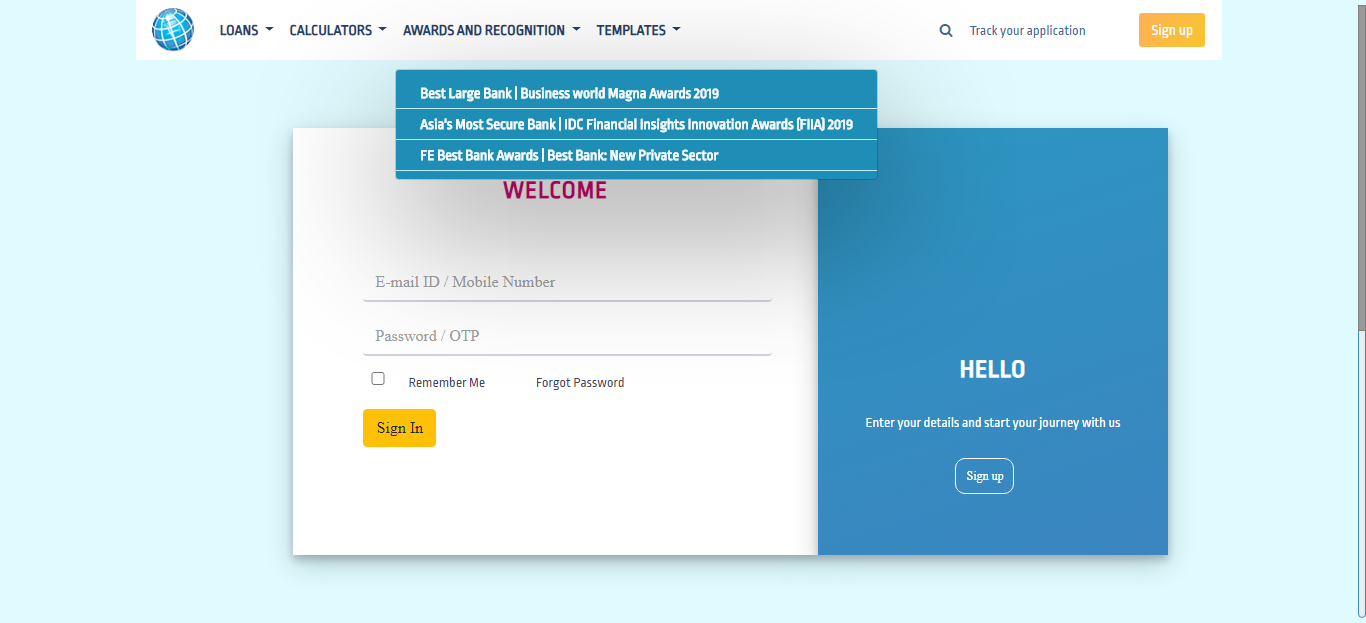 LOANS CALCULATORS AWARDS AND RECOGNITION TEMPLATES Track your application Sign up
Best Large Bank | Business world Magna Awards 2019
Asia's Most Secure Bank | IDC Financial Insights Innovation Awards (FIIA) 2019
FE Best Bank Awards | Best Bank: New Private Sector
WELCOME
E-mail ID / Mobile Number
Password / OTP
Remember Me Forgot Password
Sign In
HELLO
Enter your details and start your journey with us
Sign up